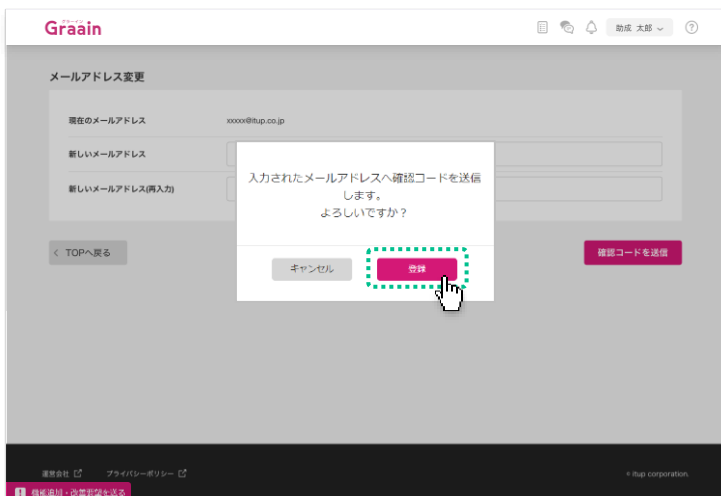 グラーイン
Graain
助成 太郎
?
メールアドレス変更
現在のメールアドレス
xxxxx@itup.co.jp
新しいメールアドレス
新しいメールアドレス(再入力)
入力されたメールアドレスへ確認コードを送信
します。
よろしいですか？
キャンセル
登録
< TOPへ戻る
確認コードを送信
運営会社
プライバシーポリシー
© itup corporation.
! 機能追加・改善要望を送る